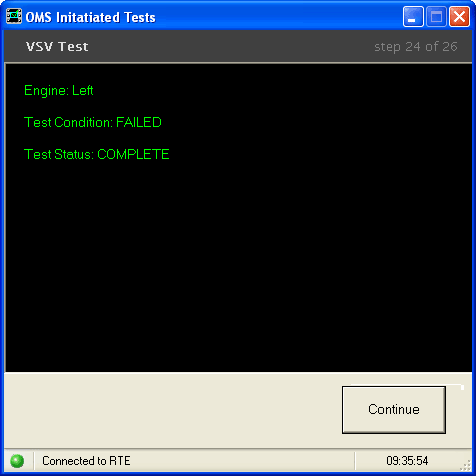 OMS Initatiated Tests
VSV Test step 24 of 26
Engine: Left
Test Condition: FAILED
Test Status: COMPLETE
Continue
Connected to RTE 09:35:54